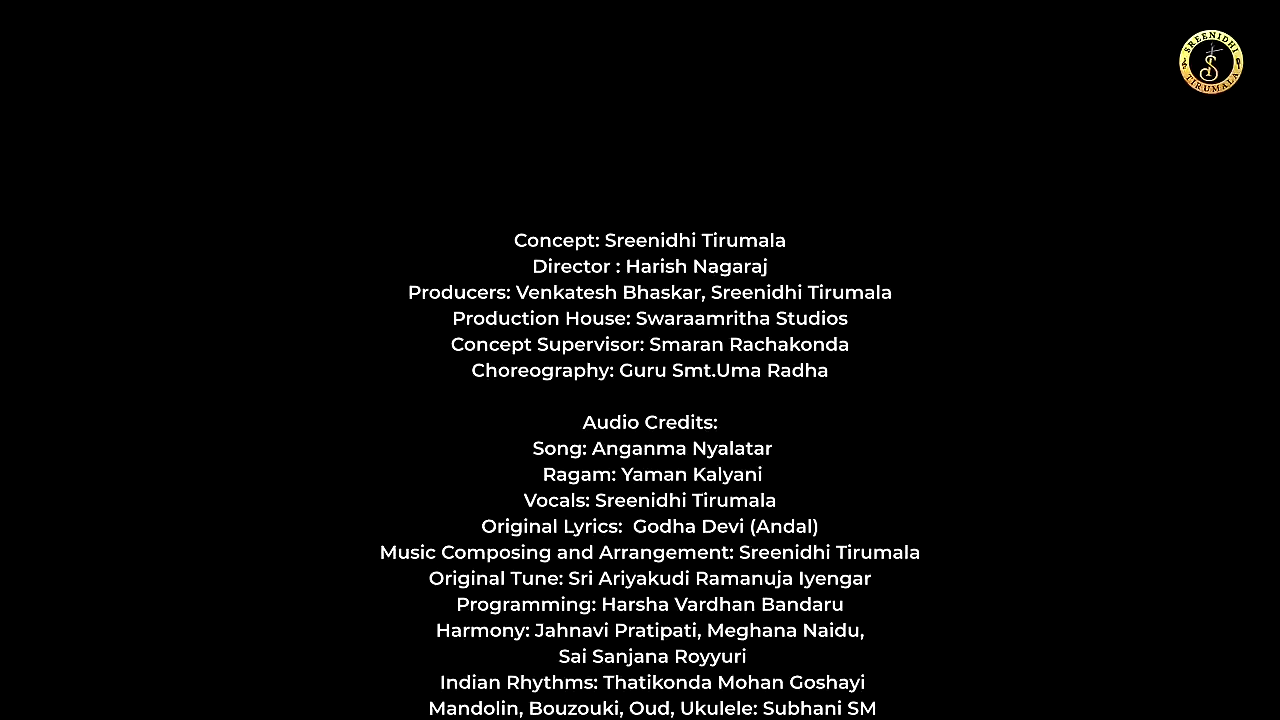 SREENIDHI
TIRUMALA
Concept: Sreenidhi Tirumala
Director : Harish Nagaraj
Producers: Venkatesh Bhaskar, Sreenidhi Tirumala
Production House: Swaraamritha Studios
Concept Supervisor: Smaran Rachakonda
Choreography: Guru Smt.Uma Radha
Audio Credits:
Song: Anganma Nyalatar
Ragam: Yaman Kalyani
Vocals: Sreenidhi Tirumala
Original Lyrics:  Godha Devi (Andal)
Music Composing and Arrangement: Sreenidhi Tirumala
Original Tune: Sri Ariyakudi Ramanuja Iyengar
Programming: Harsha Vardhan Bandaru
Harmony: Jahnavi Pratipati, Meghana Naidu,
Sai Sanjana Royyuri
Indian Rhythms: Thatikonda Mohan Goshayi
Mandolin, Bouzouki, Oud, Ukulele: Subhani SM